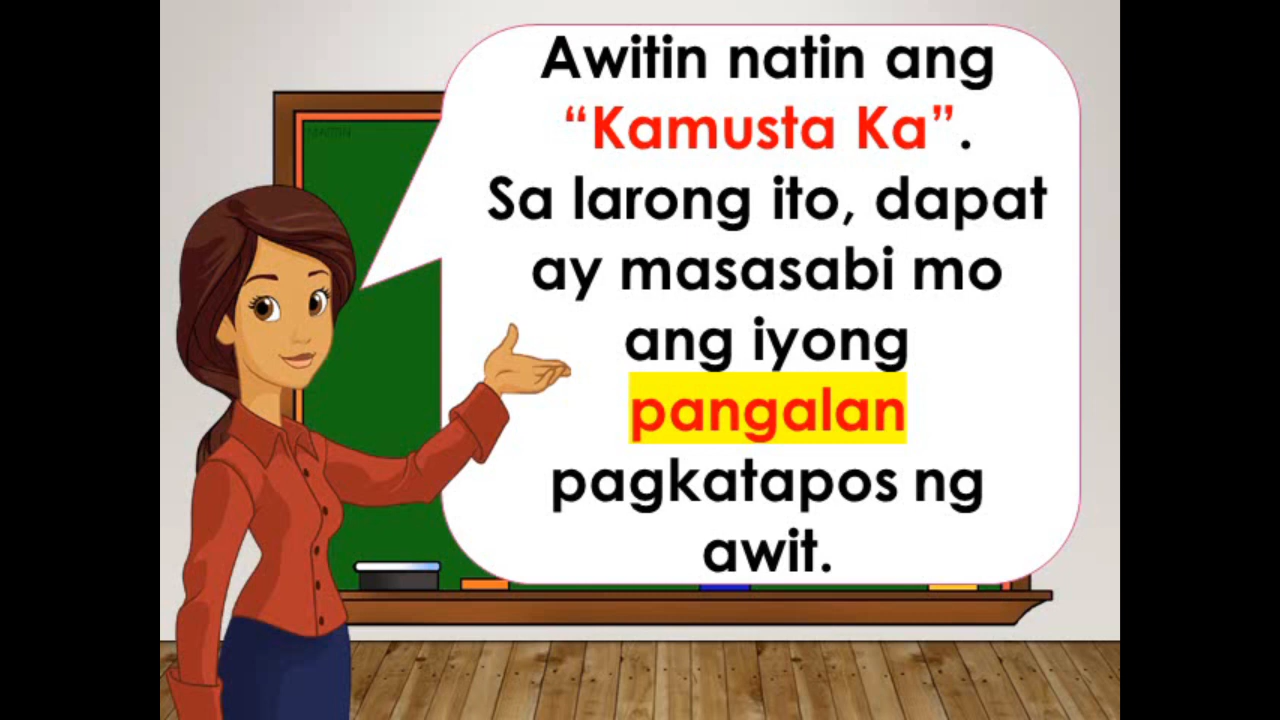 Awitin natin ang
“Kamusta Ka”.
Sa larong ito, dapat
ay masasabi mo
ang iyong
pangalan
pagkatapos ng
awit.